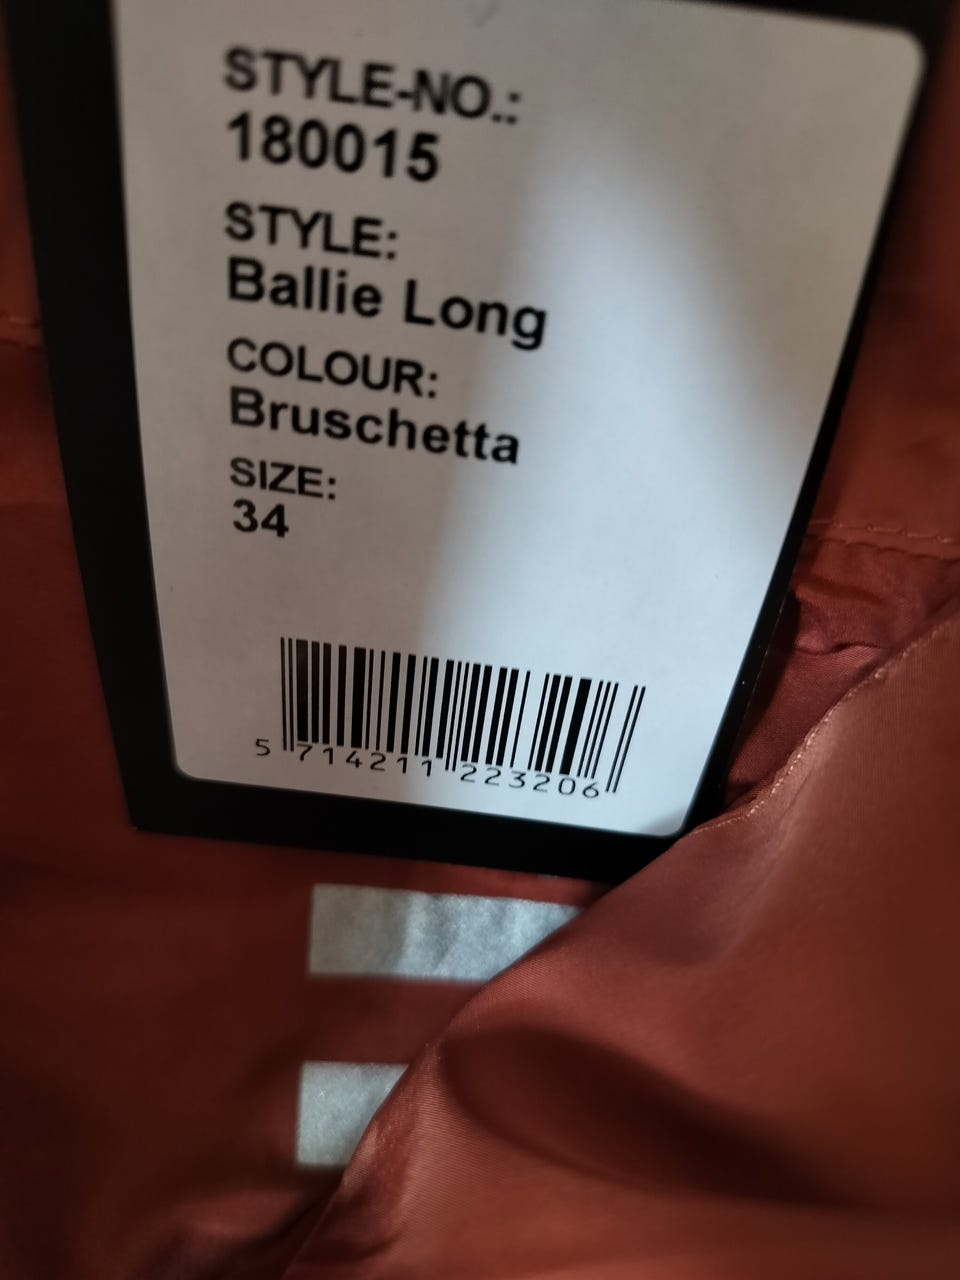 STYLE-NO.:
180015
STYLE:
Ballie Long
COLOUR:
Bruschetta
SIZE:
34
5 714211 223206